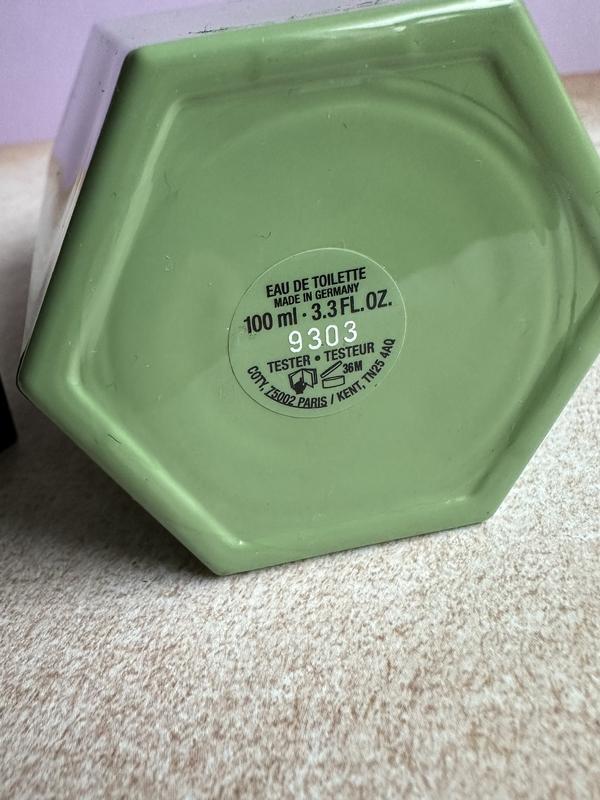 EAU DE TOILETTE
MADE IN GERMANY
100 ml · 3.3 FL. OZ.
9303
TESTER • TESTEUR
36M
COTY, 75002 PARIS / KENT, TN25 4AQ